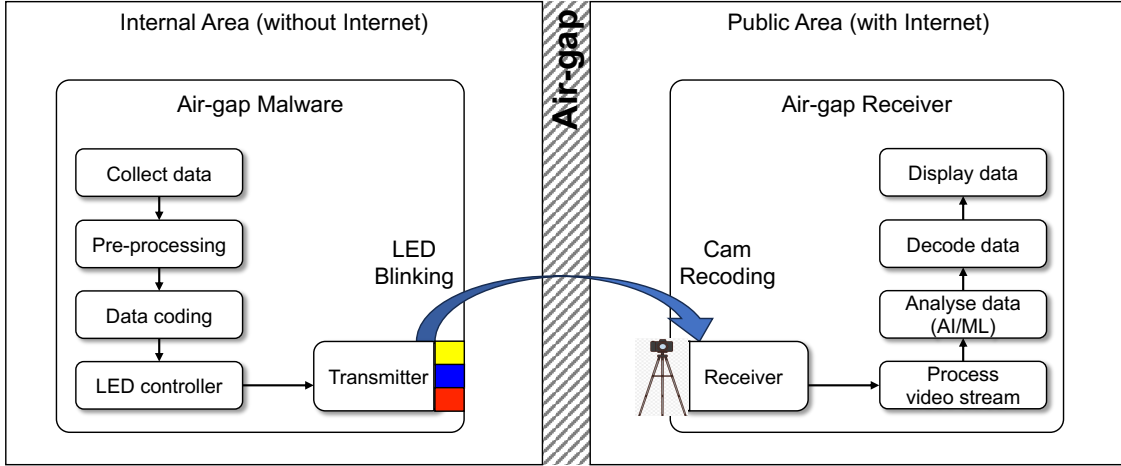 Internal Area (without Internet)
Air-gap Malware
Collect data
Pre-processing
Data coding
LED controller
Transmitter
LED
Blinking
Air-gap
Public Area (with Internet)
Air-gap Receiver
Cam
Recoding
Receiver
Display data
Decode data
Analyse data
(AI/ML)
Process
video stream